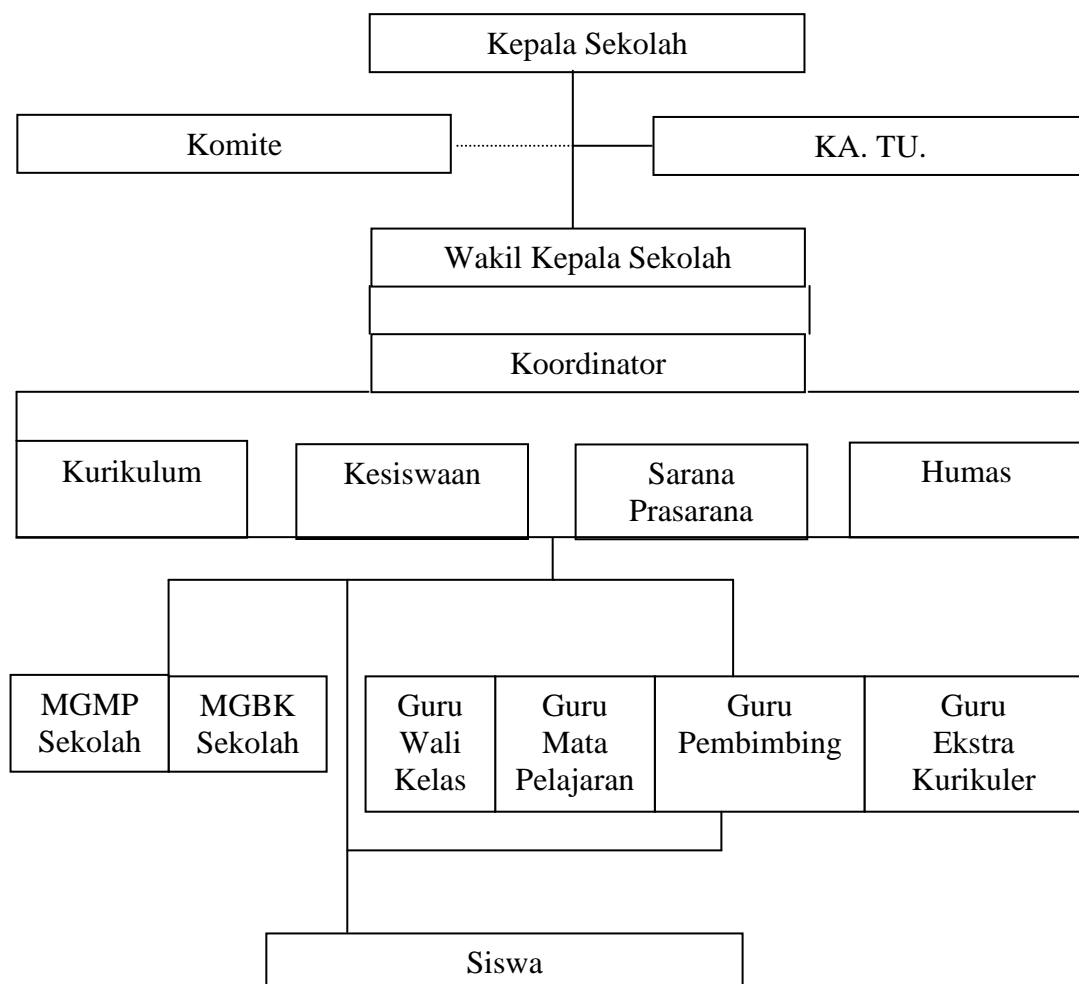 Kepala Sekolah
Komite
KA. TU.
Wakil Kepala Sekolah
Koordinator
Kurikulum
Kesiswaan
Sarana
Prasarana
Humas
MGMP
Sekolah
MGBK
Sekolah
Guru
Wali
Kelas
Guru
Mata
Pelajaran
Guru
Pembimbing
Guru
Ekstra
Kurikuler
Siswa